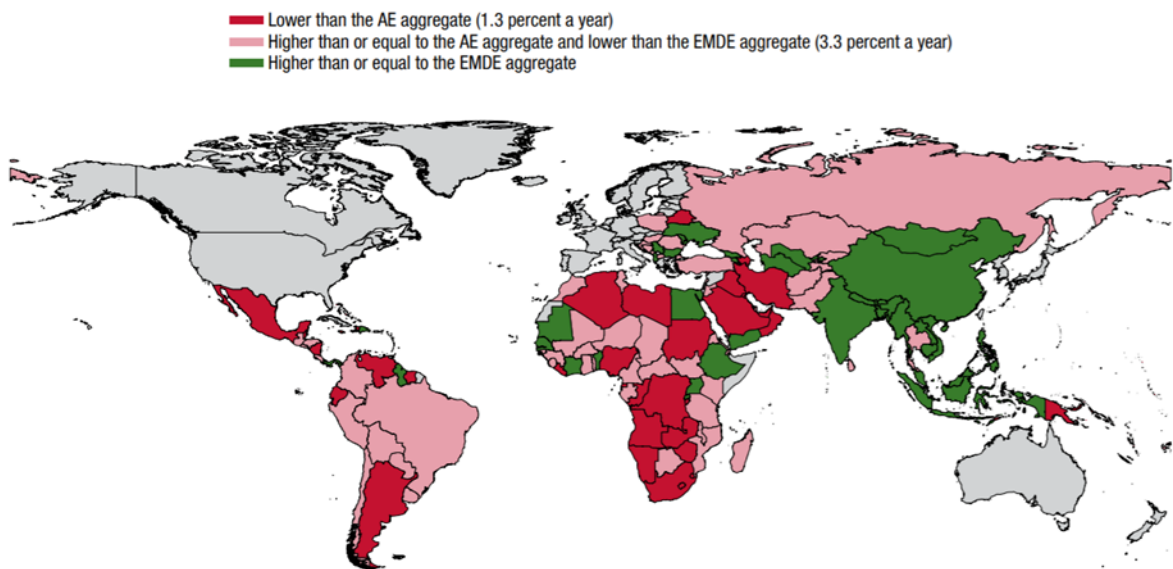 Lower than the AE aggregate (1.3 percent a year)
Higher than or equal to the AE aggregate and lower than the EMDE aggregate (3.3 percent a year)
Higher than or equal to the EMDE aggregate